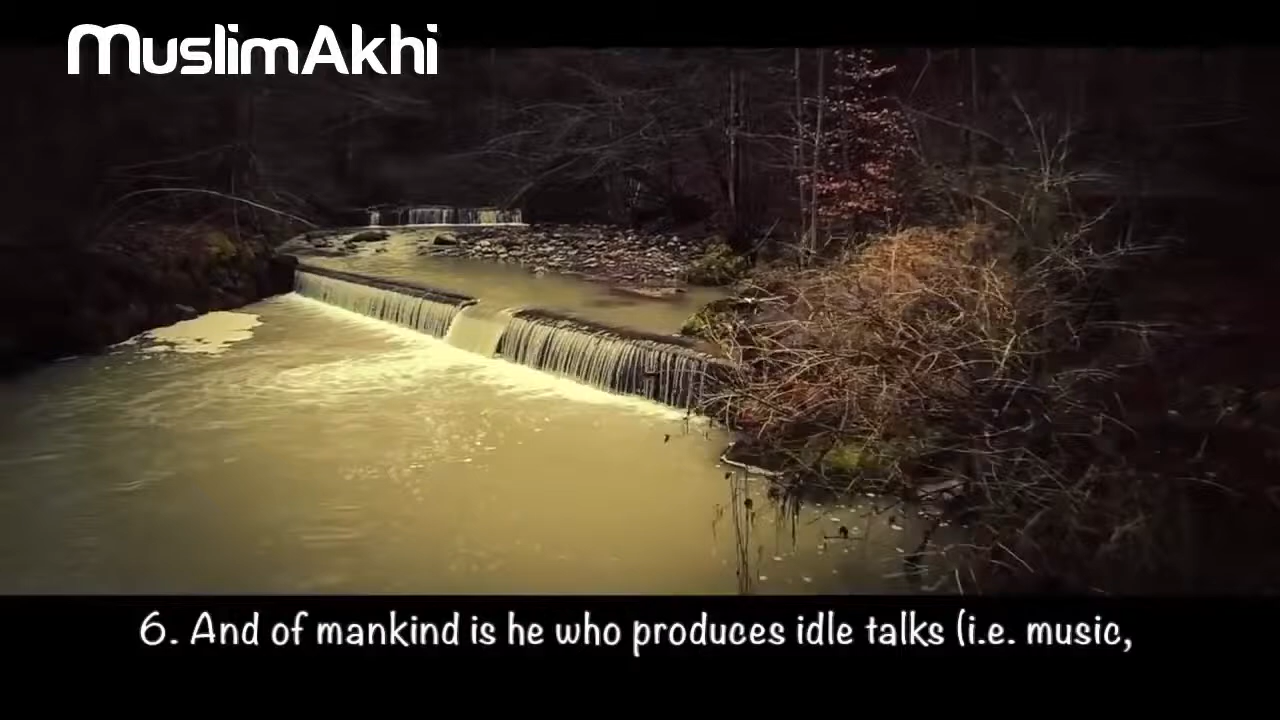 MuslimAkhi
6. And of mankind is he who produces idle talks (i.e. music,